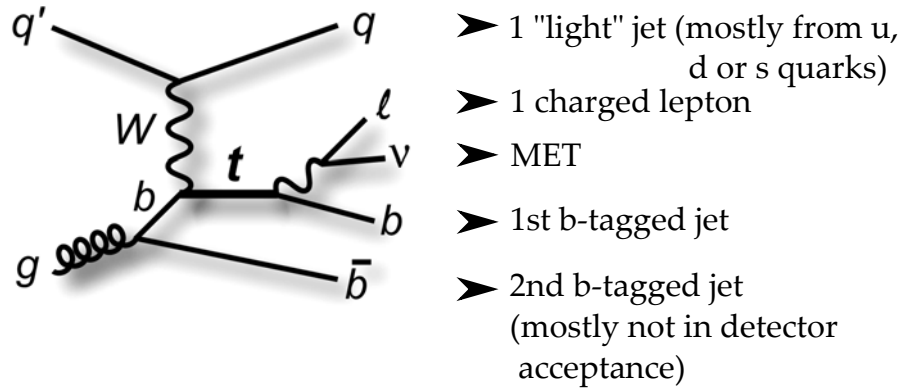 q'
q
W
t
ℓ
ν
b
b
g
b̄
➤ 1 "light" jet (mostly from u,
d or s quarks)
➤ 1 charged lepton
➤ MET
➤ 1st b-tagged jet
➤ 2nd b-tagged jet
(mostly not in detector
acceptance)